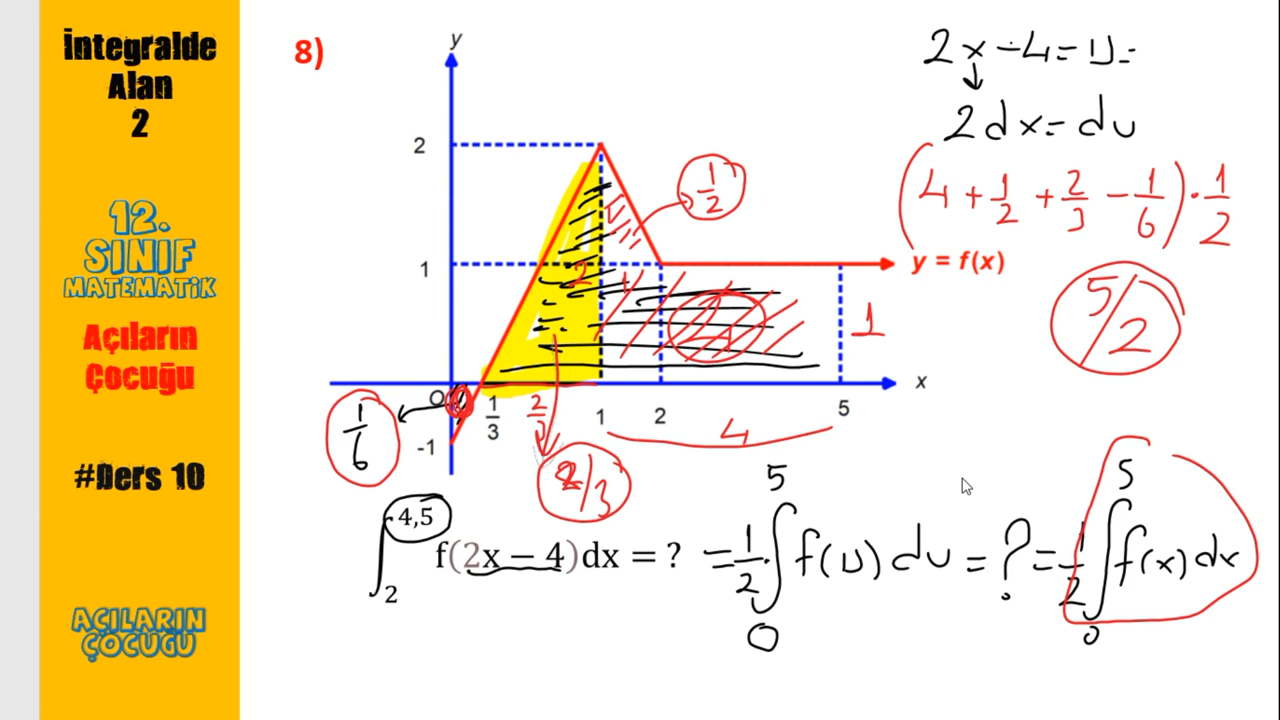 İntegralde
Alan
2
12.
SINIF
MATEMATİK
Açıların
Çocuğu
#Ders 10
AÇILARIN
ÇOCUĞU
8)
y
2
1
O
-1
1/3
2/3
1
2
5
x
y = f(x)
1/2
2
1
4
1/6
2/3
2x-4=U=
2dx=du
(4+1/2+2/3-1/6)·1/2
5/2
∫_2^{4,5} f(2x – 4)dx = ? =1/2·∫_0^5 f(U)du=?=1/2∫_0^5 f(x)dx